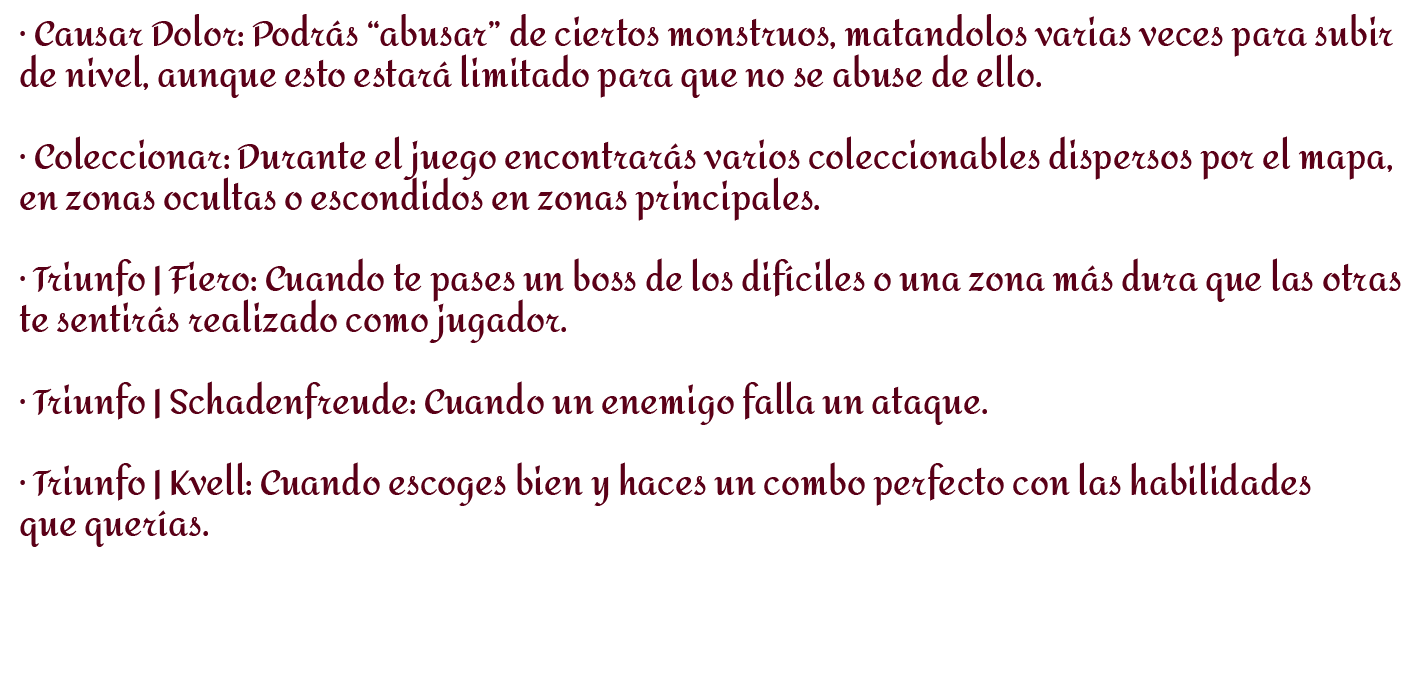 · Causar Dolor: Podrás “abusar” de ciertos monstruos, matandolos varias veces para subir
de nivel, aunque esto estará limitado para que no se abuse de ello.
· Coleccionar: Durante el juego encontrarás varios coleccionables dispersos por el mapa,
en zonas ocultas o escondidos en zonas principales.
· Triunfo | Fiero: Cuando te pases un boss de los difíciles o una zona más dura que las otras
te sentirás realizado como jugador.
· Triunfo | Schadenfreude: Cuando un enemigo falla un ataque.
· Triunfo | Kvell: Cuando escoges bien y haces un combo perfecto con las habilidades
que querías.